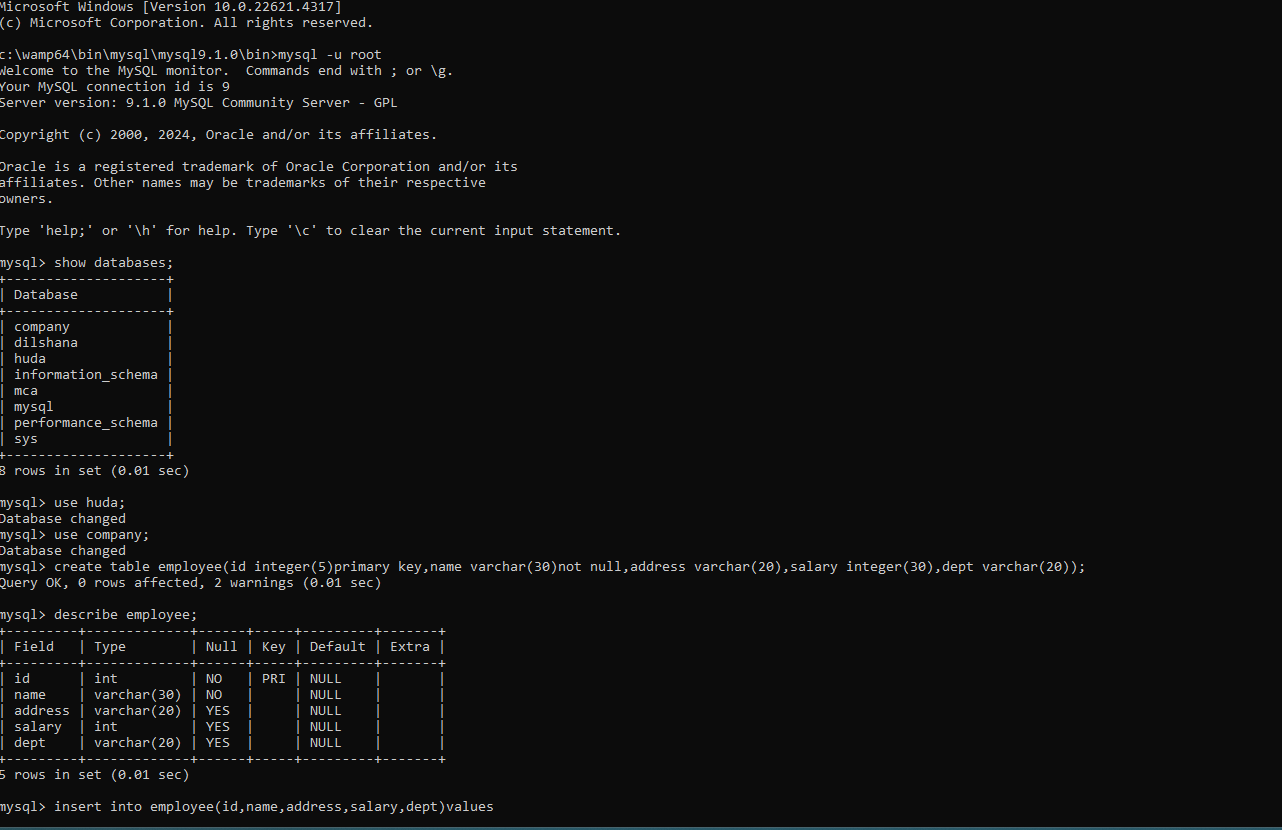 Microsoft Windows [Version 10.0.22621.4317]
(c) Microsoft Corporation. All rights reserved.
c:\wamp64\bin\mysql\mysql9.1.0\bin>mysql -u root
Welcome to the MySQL monitor.  Commands end with ; or \g.
Your MySQL connection id is 9
Server version: 9.1.0 MySQL Community Server - GPL
Copyright (c) 2000, 2024, Oracle and/or its affiliates.
Oracle is a registered trademark of Oracle Corporation and/or its
affiliates. Other names may be trademarks of their respective
owners.
Type 'help;' or '\h' for help. Type '\c' to clear the current input statement.
mysql> show databases;
+--------------------+
| Database           |
+--------------------+
| company            |
| dilshana           |
| huda               |
| information_schema |
| mca                |
| mysql              |
| performance_schema |
| sys                |
+--------------------+
8 rows in set (0.01 sec)
mysql> use huda;
Database changed
mysql> use company;
Database changed
mysql> create table employee(id integer(5)primary key,name varchar(30)not null,address varchar(20),salary integer(30),dept varchar(20));
Query OK, 0 rows affected, 2 warnings (0.01 sec)
mysql> describe employee;
+---------+-------------+------+-----+---------+-------+
| Field   | Type        | Null | Key | Default | Extra |
+---------+-------------+------+-----+---------+-------+
| id      | int         | NO   | PRI | NULL    |       |
| name    | varchar(30) | NO   |     | NULL    |       |
| address | varchar(20) | YES  |     | NULL    |       |
| salary  | int         | YES  |     | NULL    |       |
| dept    | varchar(20) | YES  |     | NULL    |       |
+---------+-------------+------+-----+---------+-------+
5 rows in set (0.01 sec)
mysql> insert into employee(id,name,address,salary,dept)values